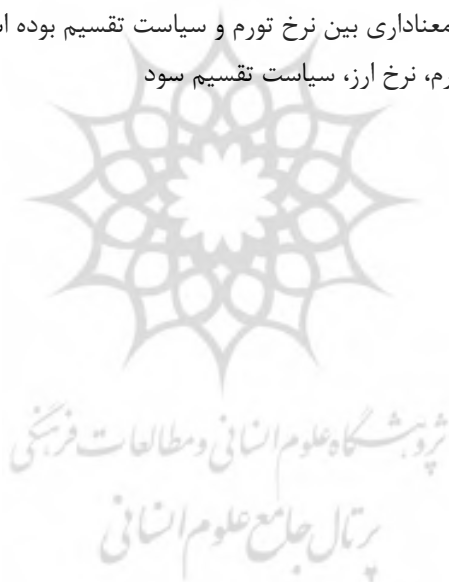 معناداری بین نرخ تورم و سیاست تقسیم بوده
رم، نرخ ارز، سیاست تقسیم سود
پژوهشگاه علوم انسانی و مطالعات فرهنگی
پرتال جامع علوم انسانی